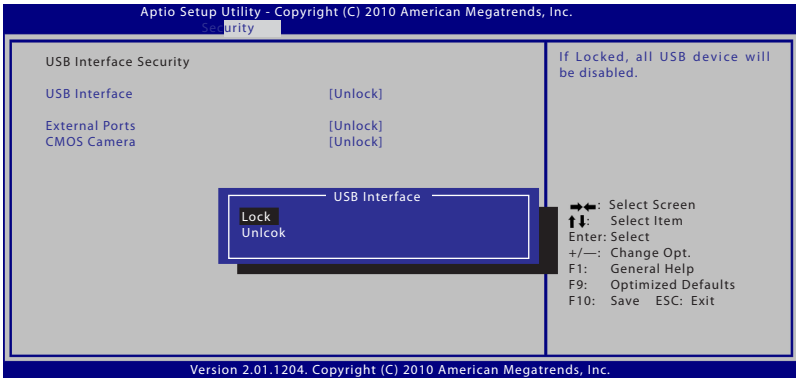 Aptio Setup Utility - Copyright (C) 2010 American Megatrends, Inc.
Security
USB Interface Security
USB Interface [Unlock]
External Ports [Unlock]
CMOS Camera [Unlock]
USB Interface
Lock
Unlcok
If Locked, all USB device will
be disabled.
→←: Select Screen
↑↓: Select Item
Enter: Select
+/—: Change Opt.
F1: General Help
F9: Optimized Defaults
F10: Save ESC: Exit
Version 2.01.1204. Copyright (C) 2010 American Megatrends, Inc.